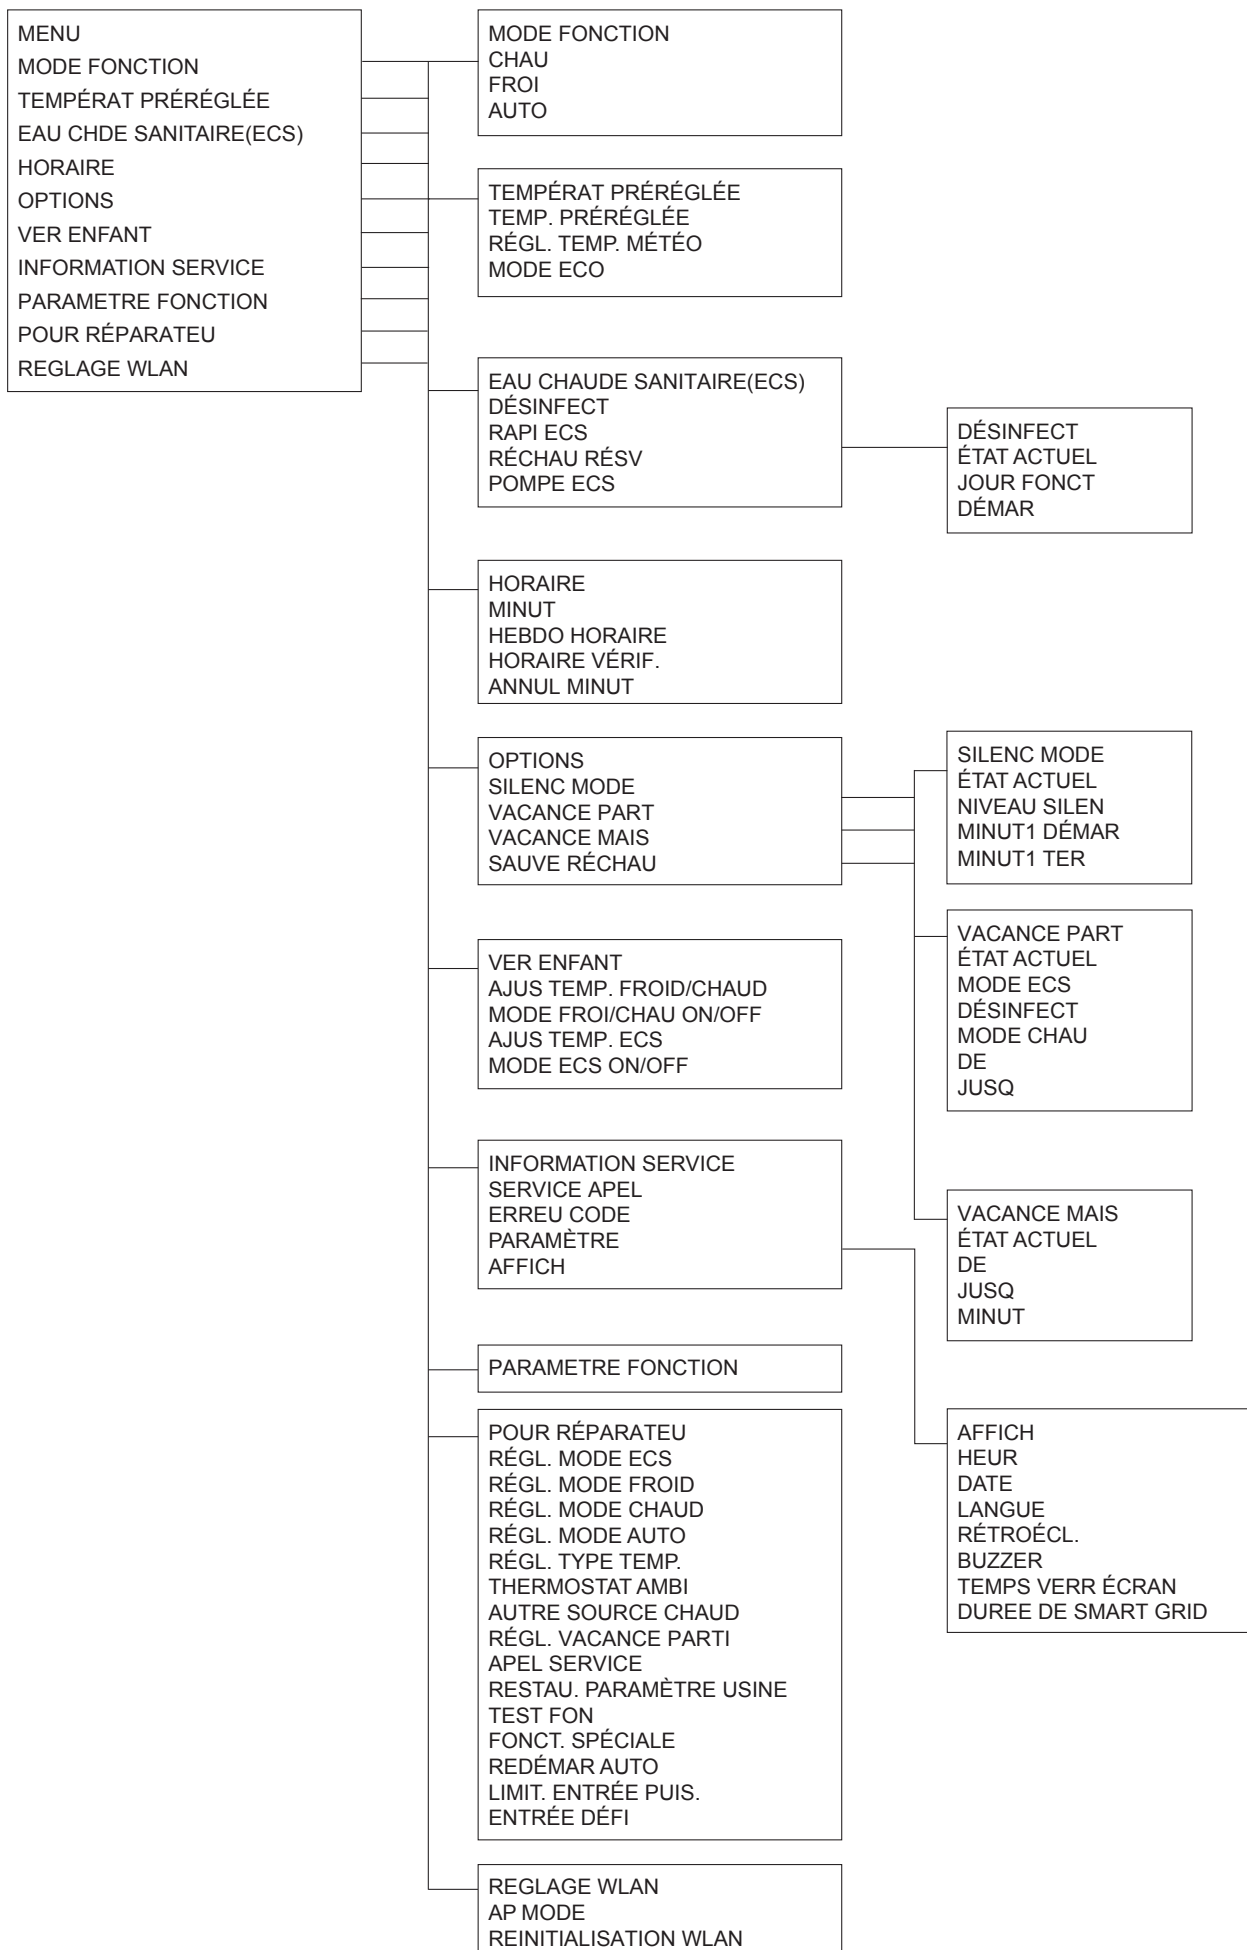 MENU
MODE FONCTION
TEMPÉRAT PRÉRÉGLÉE
EAU CHDE SANITAIRE(ECS)
HORAIRE
OPTIONS
VER ENFANT
INFORMATION SERVICE
PARAMETRE FONCTION
POUR RÉPARATEU
REGLAGE WLAN
MODE FONCTION
CHAU
FROI
AUTO
TEMPÉRAT PRÉRÉGLÉE
TEMP. PRÉRÉGLÉE
RÉGL. TEMP. MÉTÉO
MODE ECO
EAU CHAUDE SANITAIRE(ECS)
DÉSINFECT
RAPI ECS
RÉCHAU RÉSV
POMPE ECS
DÉSINFECT
ÉTAT ACTUEL
JOUR FONCT
DÉMAR
HORAIRE
MINUT
HEBDO HORAIRE
HORAIRE VÉRIF.
ANNUL MINUT
OPTIONS
SILENC MODE
VACANCE PART
VACANCE MAIS
SAUVE RÉCHAU
SILENC MODE
ÉTAT ACTUEL
NIVEAU SILEN
MINUT1 DÉMAR
MINUT1 TER
VACANCE PART
ÉTAT ACTUEL
MODE ECS
DÉSINFECT
MODE CHAU
DE
JUSQ
VACANCE MAIS
ÉTAT ACTUEL
DE
JUSQ
MINUT
VER ENFANT
AJUS TEMP. FROID/CHAUD
MODE FROI/CHAU ON/OFF
AJUS TEMP. ECS
MODE ECS ON/OFF
INFORMATION SERVICE
SERVICE APEL
ERREU CODE
PARAMÈTRE
AFFICH
AFFICH
HEUR
DATE
LANGUE
RÉTROÉCL.
BUZZER
TEMPS VERR ÉCRAN
DUREE DE SMART GRID
PARAMETRE FONCTION
POUR RÉPARATEU
RÉGL. MODE ECS
RÉGL. MODE FROID
RÉGL. MODE CHAUD
RÉGL. MODE AUTO
RÉGL. TYPE TEMP.
THERMOSTAT AMBI
AUTRE SOURCE CHAUD
RÉGL. VACANCE PARTI
APEL SERVICE
RESTAU. PARAMÈTRE USINE
TEST FON
FONCT. SPÉCIALE
REDÉMAR AUTO
LIMIT. ENTRÉE PUIS.
ENTRÉE DÉFI
REGLAGE WLAN
AP MODE
REINITIALISATION WLAN